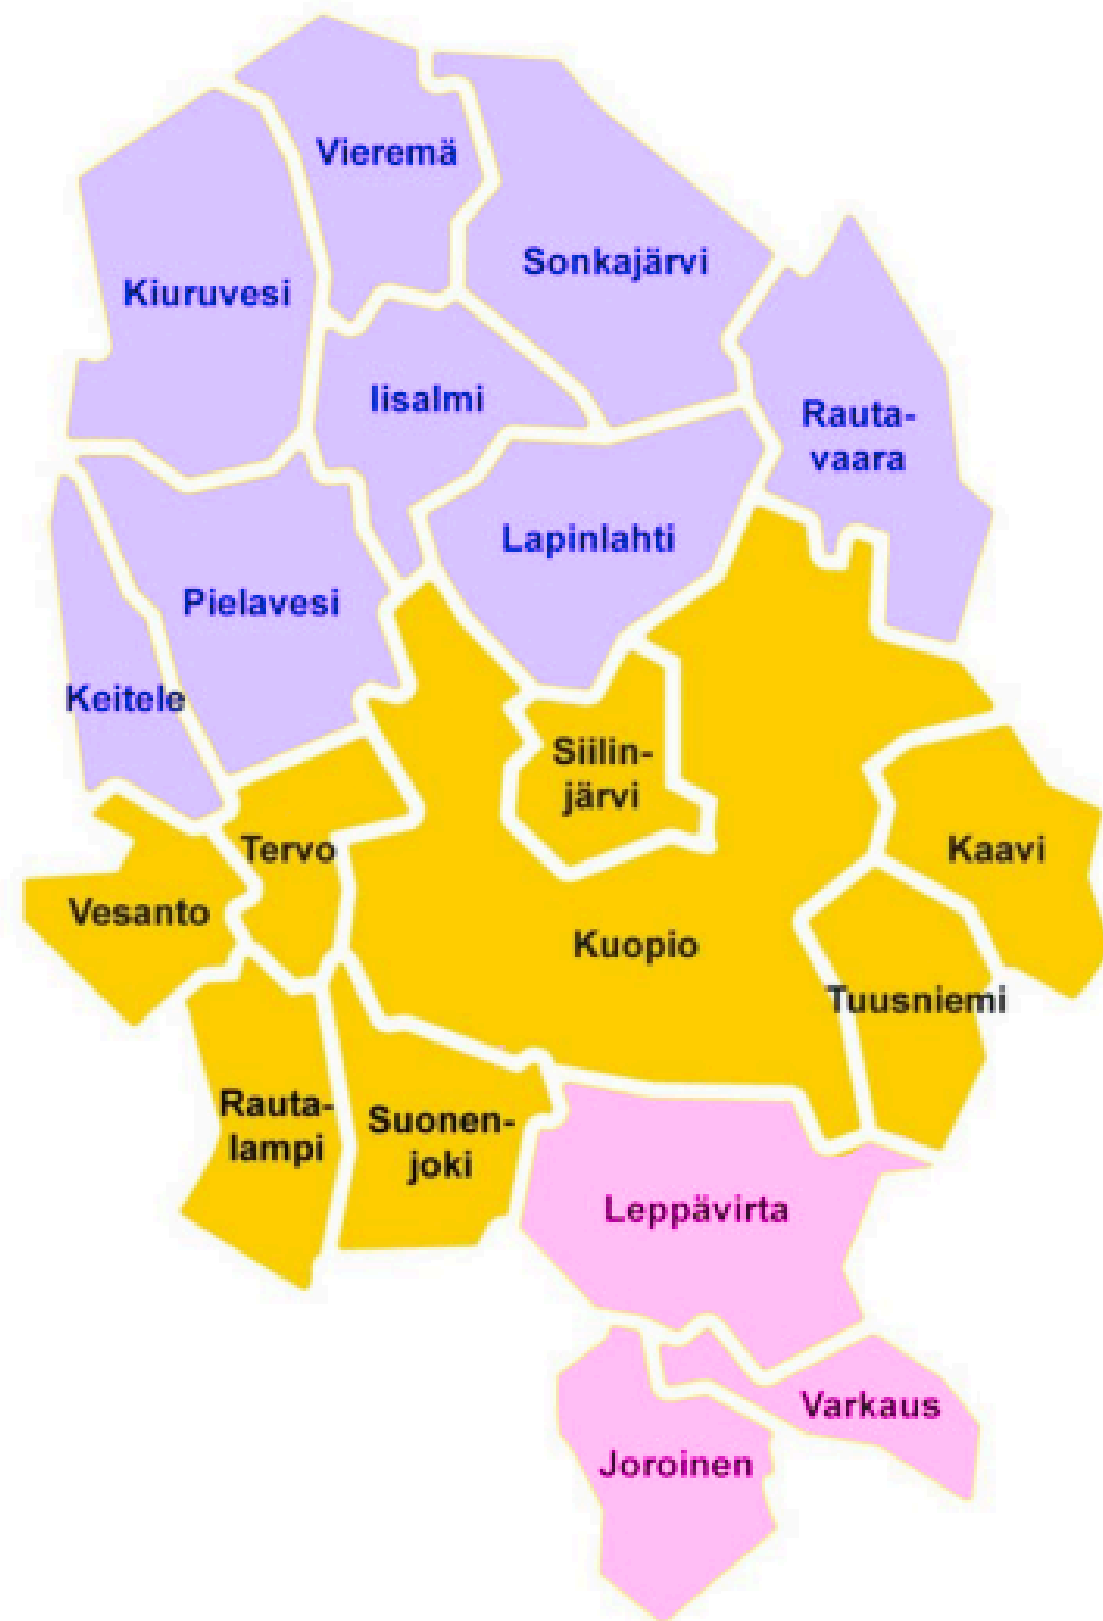 Vieremä
Sonkajärvi
Kiuruvesi
Iisalmi
Rauta-
vaara
Lapinlahti
Pielavesi
Keitele
Siilin-
järvi
Tervo
Kaavi
Vesanto
Kuopio
Tuusniemi
Rauta-
lampi
Suonen-
joki
Leppävirta
Varkaus
Joroinen